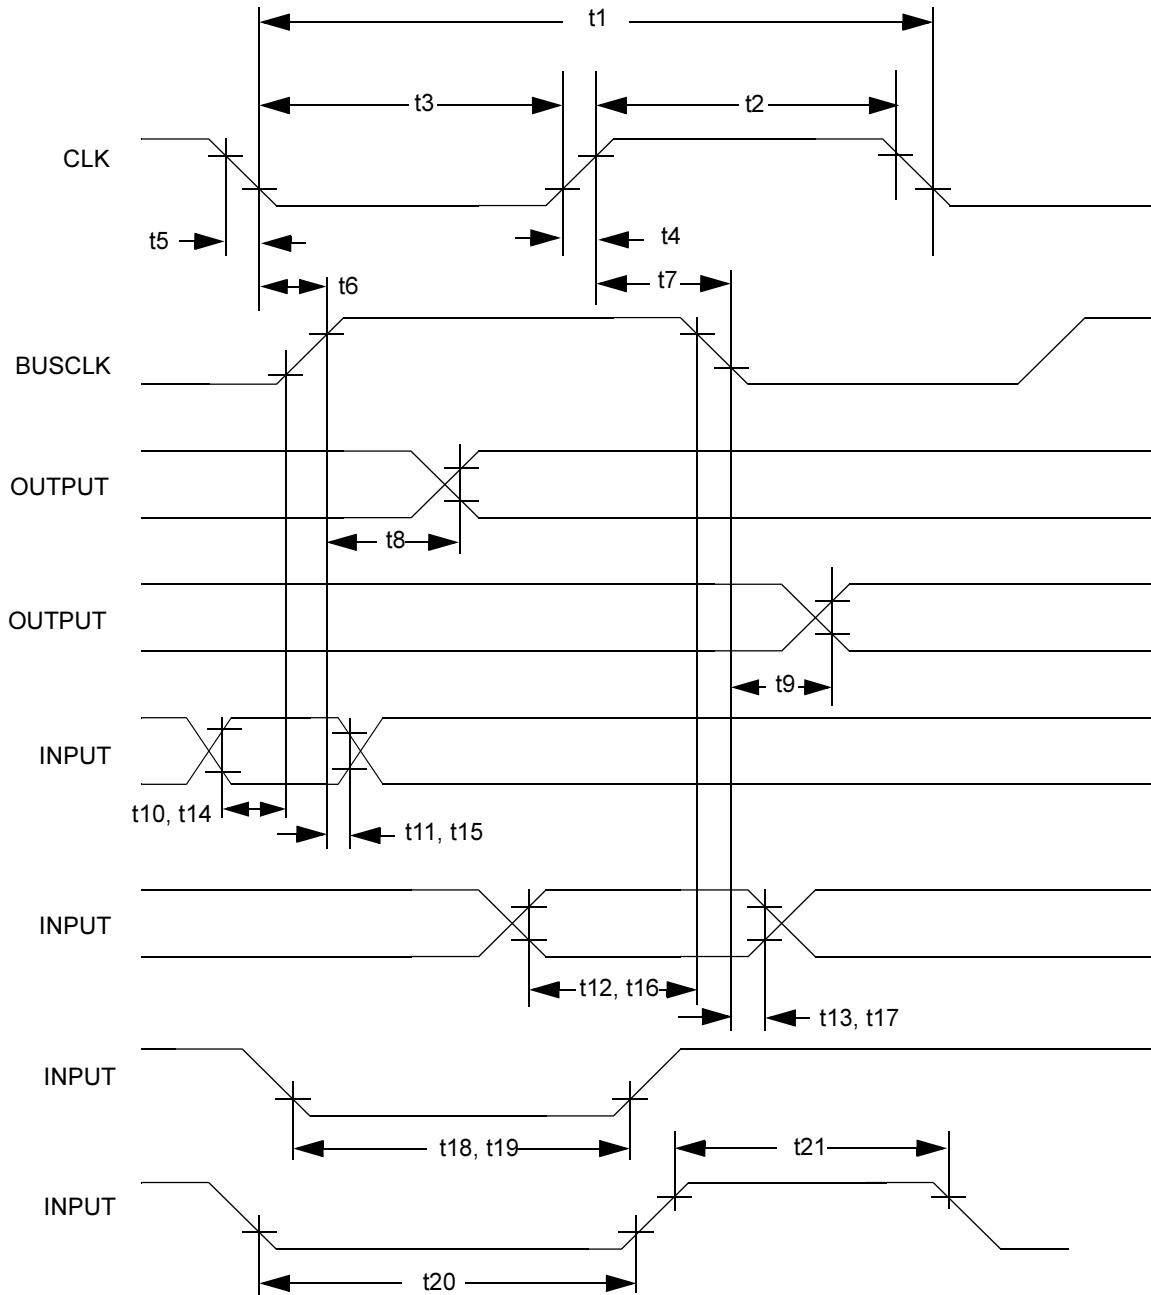 t1
t3
t2
CLK
t5
t4
t6
t7
BUSCLK
OUTPUT
t8
OUTPUT
t9
INPUT
t10, t14
t11, t15
INPUT
t12, t16
t13, t17
INPUT
t18, t19
t21
INPUT
t20